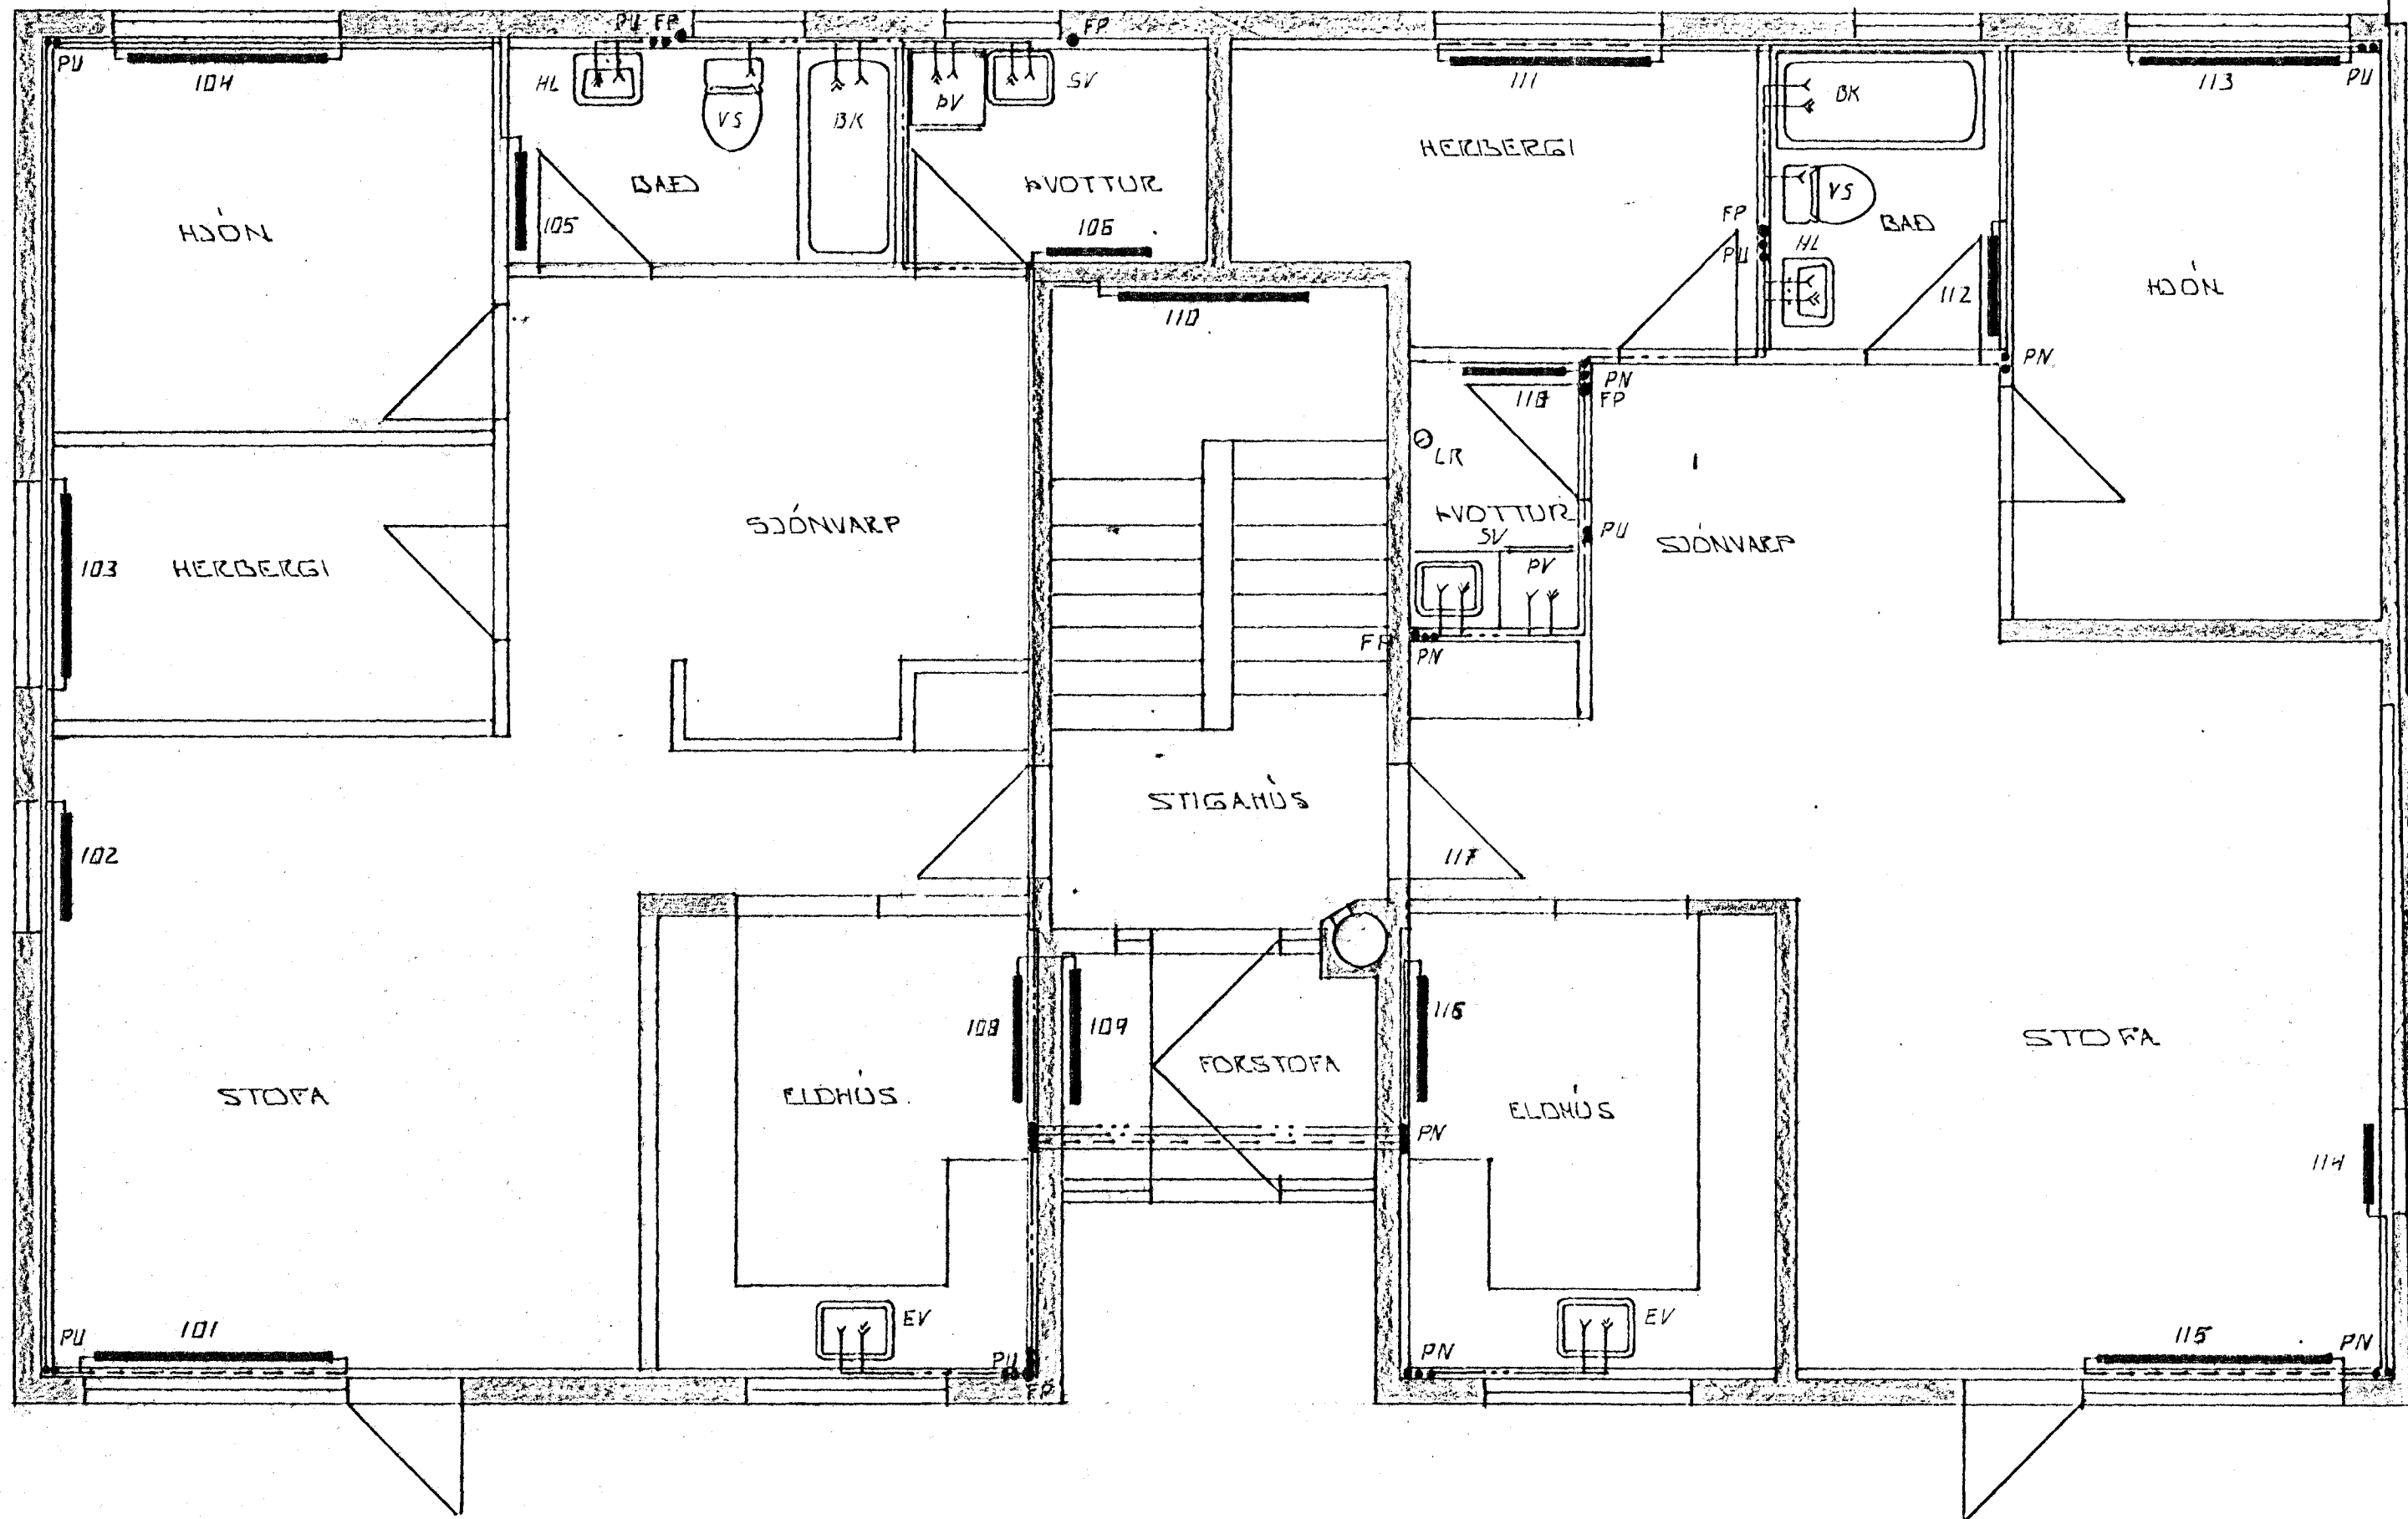 PU FP
FP
PU
104
HL
VS
BK
ÞV
SV
111
BK
113
PU
HJÓN
BAÐ
105
ÞVOTTUR
106
HERBERGI
VS
FP
BAÐ
PU
HL
112
HJÓN
110
PN
118
PN
FP
LR
103
HERBERGI
SJÓNVARP
ÞVOTTUR
SV
PU
ÞV
SJÓNVARP
FP
PN
102
STIGAHÚS
117
108
109
116
FORSTOFA
STOFA
ELDHÚS
ELDHÚS
STOFA
PN
114
PU
101
EV
PU
FP
PN
EV
115
PN